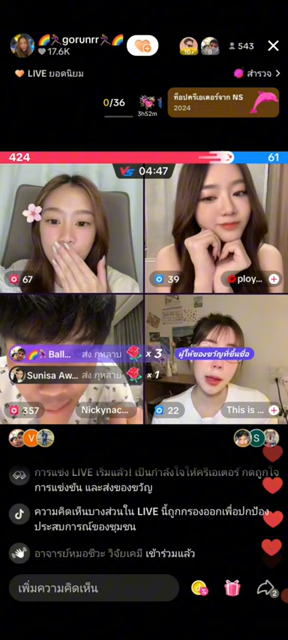 🌈🏃🏻‍♀️gorunrr🏃🏻‍♀️🌈
17.6K
543
LIVE ยอดนิยม
สำรวจ
0/36
3h52m
ท็อปครีเอเตอร์จาก NS
2024
424
61
VS 04:47
67
39
ploy...
Ball... ส่ง กุหลาบ x 3
ผู้ให้ของขวัญที่ยิ่งชื่อ
Sunisa Aw... ส่ง กุหลาบ x 1
357
Nickynac...
22
This is ...
V
S
การแข่ง LIVE เริ่มแล้ว! เป็นกำลังใจให้ครีเอเตอร์ กดถูกใจ
การแข่งขัน และส่งของขวัญ
ความคิดเห็นบางส่วนใน LIVE นี้ถูกกรองออกเพื่อปกป้อง
ประสบการณ์ของชุมชน
อาจารย์หมอชีวะ วิจัยเคมี เข้าร่วมแล้ว
เพิ่มความคิดเห็น
2